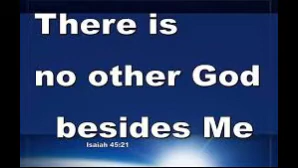 There is
no other God
besides Me
Isaiah 45:21